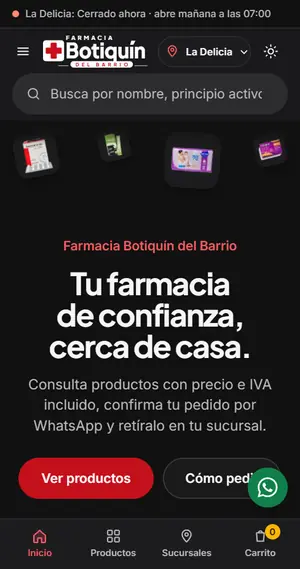 La Delicia: Cerrado ahora · abre mañana a las 07:00
FARMACIA
Botiquín
DEL BARRIO
La Delicia
Busca por nombre, principio activo
Farmacia Botiquín del Barrio
Tu farmacia
de confianza,
cerca de casa.
Consulta productos con precio e IVA
incluido, confirma tu pedido por
WhatsApp y retíralo en tu sucursal.
Ver productos
Cómo pedi
0
Inicio
Productos
Sucursales
Carrito